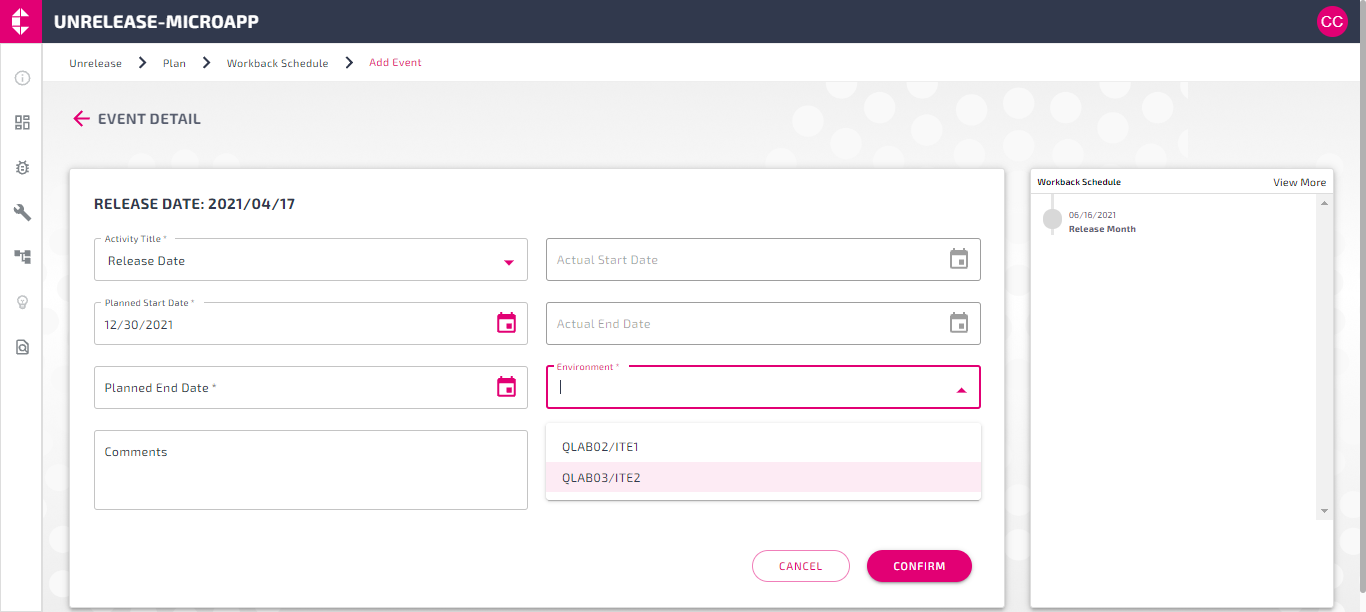 UNRELEASE-MICROAPP
CC
Unrelease Plan Workback Schedule Add Event
EVENT DETAIL
RELEASE DATE: 2021/04/17
Activity Title *
Release Date
Actual Start Date
Planned Start Date *
12/30/2021
Actual End Date
Planned End Date *
Environment *
Comments
QLAB02/ITE1
QLAB03/ITE2
CANCEL
CONFIRM
Workback Schedule
View More
06/16/2021
Release Month